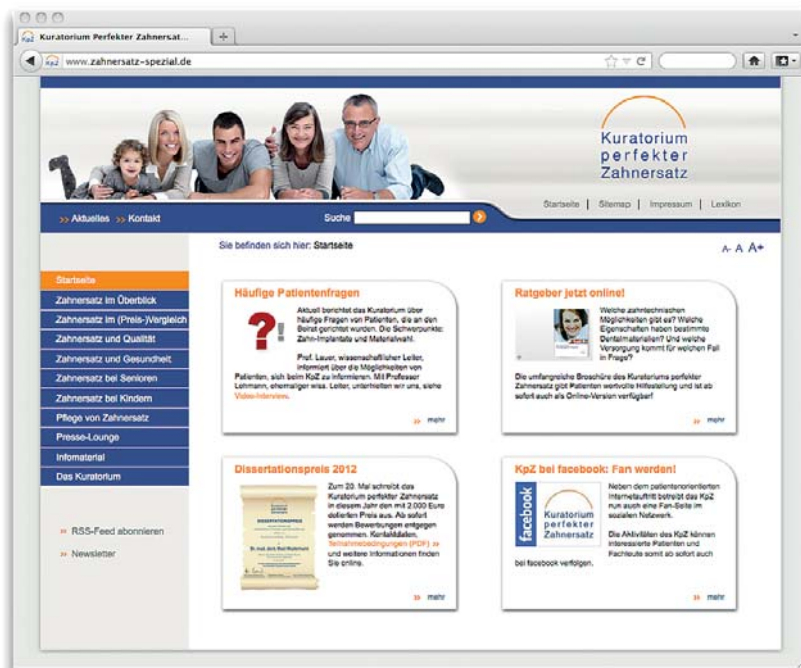 Kuratorium Perfekter Zahnersat...
KpZ www.zahnersatz-spezial.de
Kuratorium
perfekter
Zahnersatz
Startseite | Sitemap | Impressum | Lexikon
>> Aktuelles >> Kontakt
Suche
Sie befinden sich hier: Startseite
A- A A+
Startseite
Zahnersatz im Überblick
Zahnersatz im (Preis-)Vergleich
Zahnersatz und Qualität
Zahnersatz und Gesundheit
Zahnersatz bei Senioren
Zahnersatz bei Kindern
Pflege von Zahnersatz
Presse-Lounge
Infomaterial
Das Kuratorium
>> RSS-Feed abonnieren
>> Newsletter
Häufige Patientenfragen
?!
Aktuell berichtet das Kuratorium über
häufige Fragen von Patienten, die an den
Beirat gerichtet wurden. Die Schwerpunkte:
Zahn-Implantate und Materialwahl.
Prof. Lauer, wissenschaftlicher Leiter,
informiert über die Möglichkeiten von
Patienten, sich beim KpZ zu informieren. Mit Professor
Lehmann, ehemaliger wiss. Leiter, unterhielten wir uns, siehe
Video-Interview.
>> mehr
Ratgeber jetzt online!
Welche zahntechnischen
Möglichkeiten gibt es? Welche
Eigenschaften haben bestimmte
Dentalmaterialien? Und welche
Versorgung kommt für welchen Fall
in Frage?
Die umfangreiche Broschüre des Kuratoriums perfekter
Zahnersatz gibt Patienten wertvolle Hilfestellung und ist ab
sofort auch als Online-Version verfügbar!
>> mehr
Dissertationspreis 2012
DISSERTATIONSPREIS
Zum 20. Mal schreibt das
Kuratorium perfekter Zahnersatz
in diesem Jahr den mit 2.000 Euro
dotierten Preis aus. Ab sofort
werden Bewerbungen entgegen
genommen. Kontaktdaten,
Teilnahmebedingungen (PDF) >>
und weitere Informationen finden
Sie online.
>> mehr
KpZ bei facebook: Fan werden!
facebook
Kuratorium
perfekter
Zahnersatz
Neben dem patientenorientierten
Internetauftritt betreibt das KpZ
nun auch eine Fan-Seite im
sozialen Netzwerk.
Die Aktivitäten des KpZ können
interessierte Patienten und
Fachleute somit ab sofort auch
bei facebook verfolgen.
>> mehr